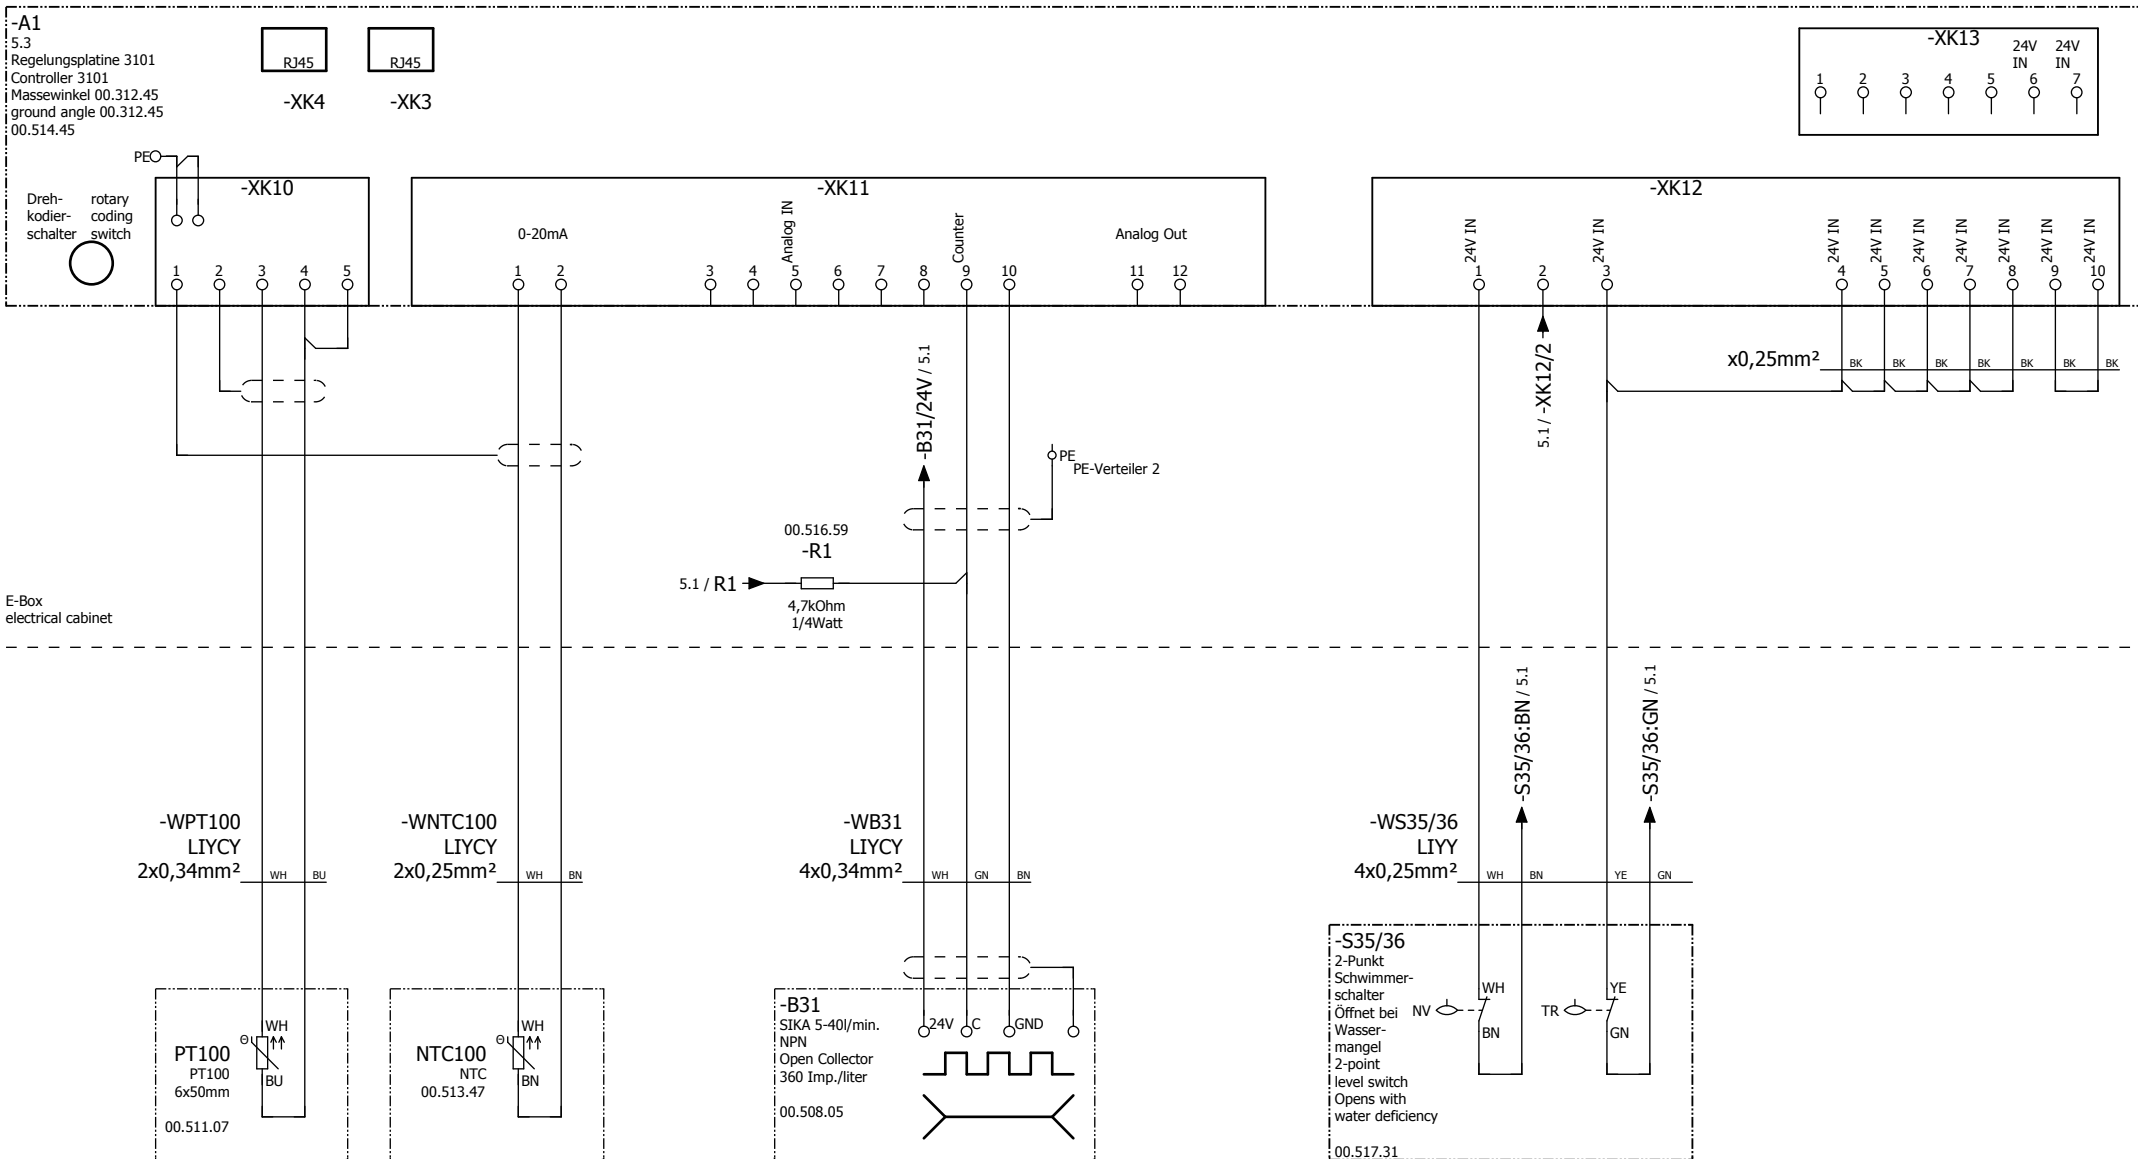 -A1
5.3
Regelungsplatine 3101
Controller 3101
Massewinkel 00.312.45
ground angle 00.312.45
00.514.45
RJ45
-XK4
RJ45
-XK3
-XK13
24V IN
24V IN
1 2 3 4 5 6 7
PE
Dreh-
kodier-
schalter
rotary
coding
switch
-XK10
1 2 3 4 5
-XK11
0-20mA
Analog IN
Counter
Analog Out
1 2 3 4 5 6 7 8 9 10 11 12
-XK12
24V IN
24V IN
24V IN
24V IN
24V IN
24V IN
24V IN
24V IN
24V IN
1 2 3 4 5 6 7 8 9 10
x0,25mm²
BK BK BK BK BK BK BK
-B31/24V / 5.1
5.1 / -XK12/2
PE
PE-Verteiler 2
00.516.59
-R1
5.1 / R1
4,7kOhm
1/4Watt
E-Box
electrical cabinet
-S35/36:BN / 5.1
-S35/36:GN / 5.1
-WPT100
LIYCY
2x0,34mm²
WH BU
-WNTC100
LIYCY
2x0,25mm²
WH BN
-WB31
LIYCY
4x0,34mm²
WH GN BN
-WS35/36
LIYY
4x0,25mm²
WH BN YE GN
PT100
PT100
6x50mm
00.511.07
Θ
WH
BU
NTC100
NTC
00.513.47
Θ
WH
BN
-B31
SIKA 5-40l/min.
NPN
Open Collector
360 Imp./liter
00.508.05
24V C GND
-S35/36
2-Punkt
Schwimmer-
schalter
Öffnet bei
Wasser-
mangel
2-point
level switch
Opens with
water deficiency
00.517.31
NV
WH
BN
TR
YE
GN